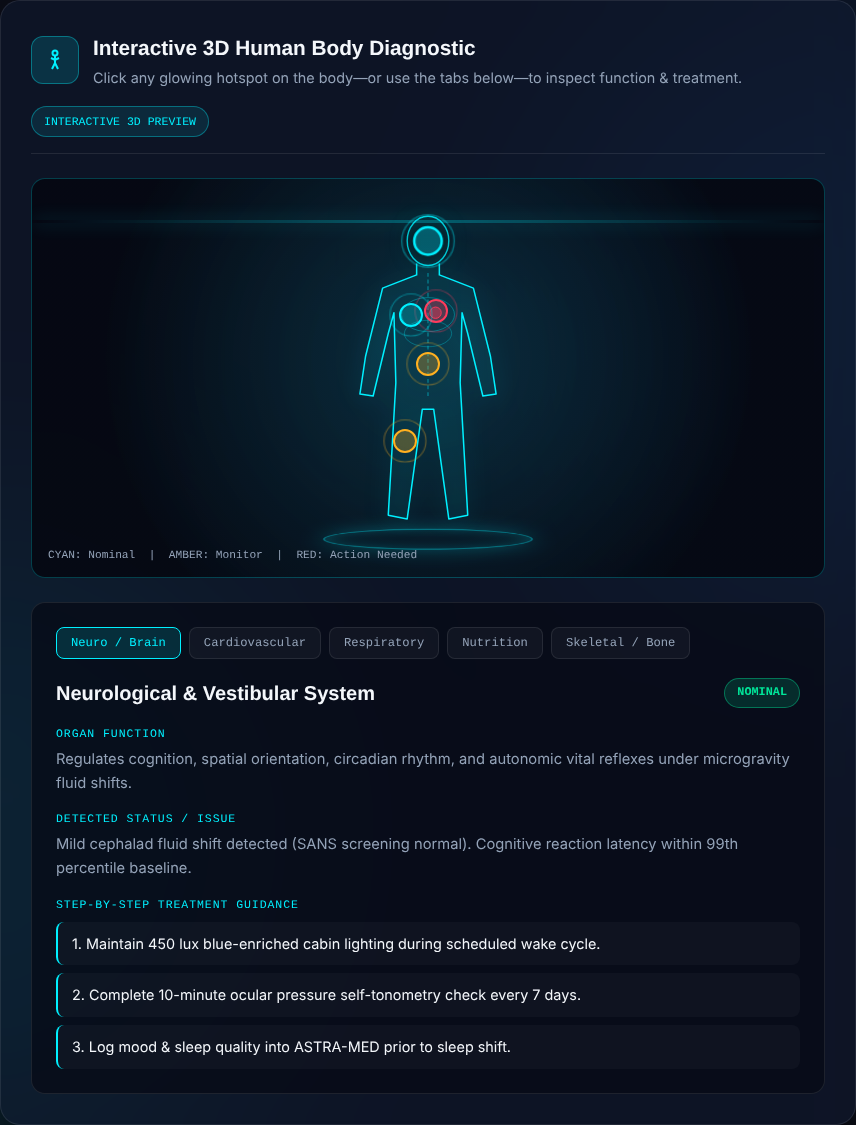 Interactive 3D Human Body Diagnostic
Click any glowing hotspot on the body—or use the tabs below—to inspect function & treatment.
INTERACTIVE 3D PREVIEW
CYAN: Nominal | AMBER: Monitor | RED: Action Needed
Neuro / Brain
Cardiovascular
Respiratory
Nutrition
Skeletal / Bone
Neurological & Vestibular System
NOMINAL
ORGAN FUNCTION
Regulates cognition, spatial orientation, circadian rhythm, and autonomic vital reflexes under microgravity
fluid shifts.
DETECTED STATUS / ISSUE
Mild cephalad fluid shift detected (SANS screening normal). Cognitive reaction latency within 99th
percentile baseline.
STEP-BY-STEP TREATMENT GUIDANCE
1. Maintain 450 lux blue-enriched cabin lighting during scheduled wake cycle.
2. Complete 10-minute ocular pressure self-tonometry check every 7 days.
3. Log mood & sleep quality into ASTRA-MED prior to sleep shift.